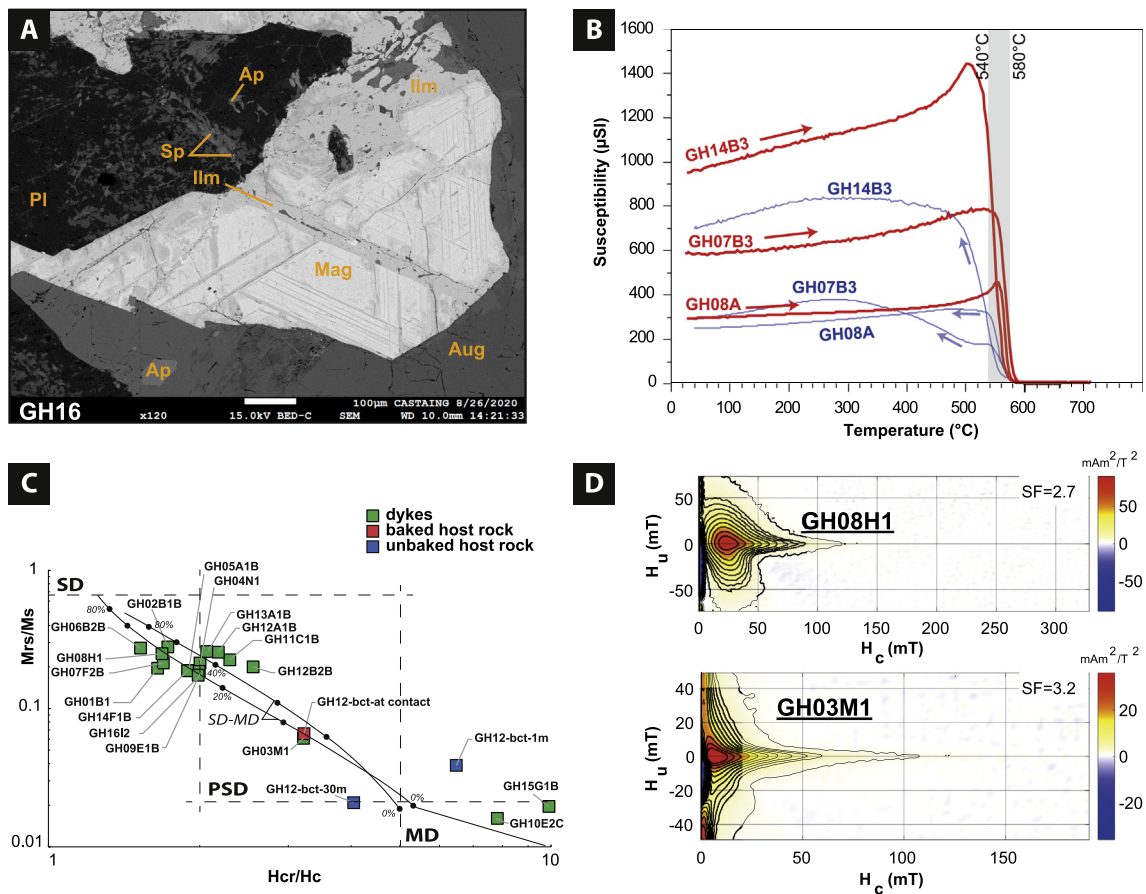 A
Ap
Ilm
Sp
Ilm
Pl
Mag
Aug
Ap
100µm CASTAING 8/26/2020
GH16 x120 15.0kV BED-C SEM WD 10.0mm 14:21:33
B
1600
1400
1200
1000
800
600
400
200
0
Susceptibility (µSI)
540°C
580°C
GH14B3
GH14B3
GH07B3
GH07B3
GH08A
GH08A
0 100 200 300 400 500 600 700
Temperature (°C)
C
dykes
baked host rock
unbaked host rock
1
0.1
0.01
Mrs/Ms
SD
80%
GH02B1B
80%
GH05A1B
GH04N1
GH13A1B
GH12A1B
GH11C1B
GH06B2B
GH08H1
GH07F2B
GH12B2B
40%
20%
GH01B1
GH14F1B
GH16I2
GH09E1B
SD-MD
GH12-bct-at contact
GH03M1
GH12-bct-1m
PSD
GH12-bct-30m
GH15G1B
0%
0%
MD
GH10E2C
1 10
Hcr/Hc
D
mAm²/T²
SF=2.7
GH08H1
50
0
-50
Hu (mT)
0 50 100 150 200 250 300
Hc (mT)
50
0
-50
mAm²/T²
SF=3.2
GH03M1
40
20
0
-20
-40
Hu (mT)
0 50 100 150
Hc (mT)
20
0
-20